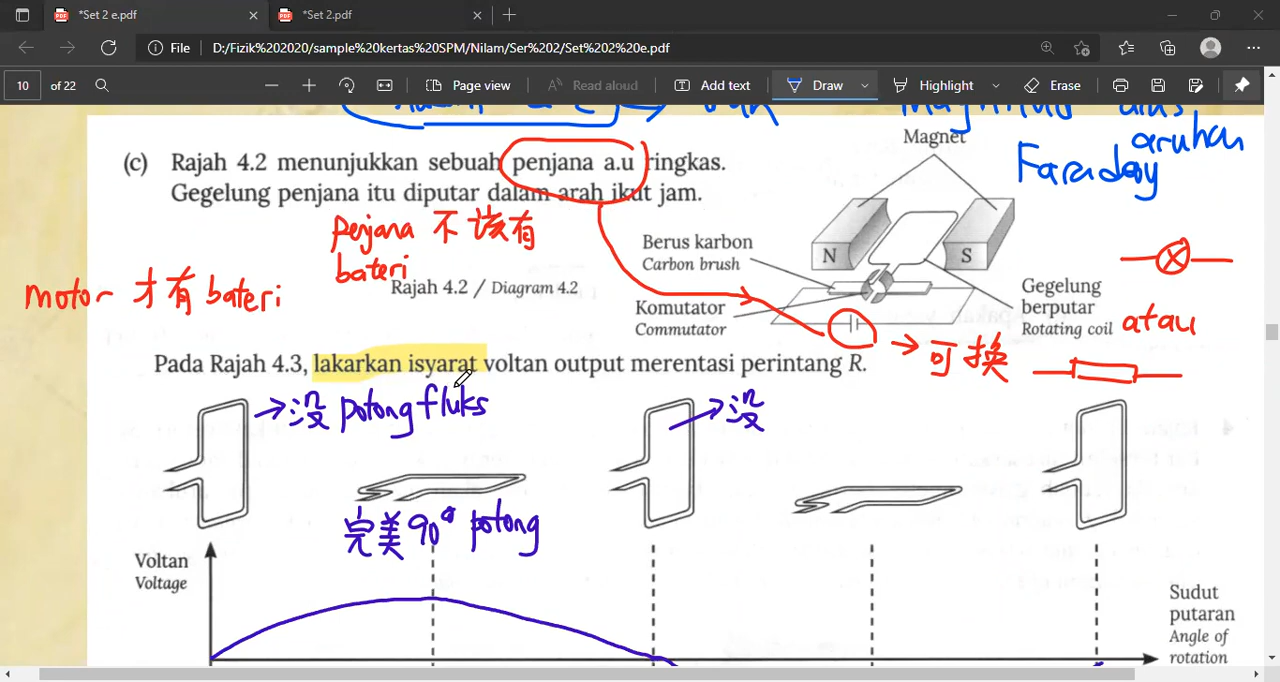 *Set 2 e.pdf
*Set 2.pdf
File
D:/Fizik%202020/sample%20kertas%20SPM/Nilam/Ser%202/Set%202%20e.pdf
10 of 22
Page view
Read aloud
Add text
Draw
Highlight
Erase
Magnet
aruhan
Faraday
(c) Rajah 4.2 menunjukkan sebuah penjana a.u ringkas.
Gegelung penjana itu diputar dalam arah ikut jam.
penjana 不该有
bateri
motor 才有 bateri
Berus karbon
Carbon brush
N
S
Rajah 4.2 / Diagram 4.2
Komutator
Commutator
Gegelung
berputar
Rotating coil
atau
可换
Pada Rajah 4.3, lakarkan isyarat voltan output merentasi perintang R.
没 potong fluks
没
完美 90° potong
Voltan
Voltage
Sudut
putaran
Angle of
rotation